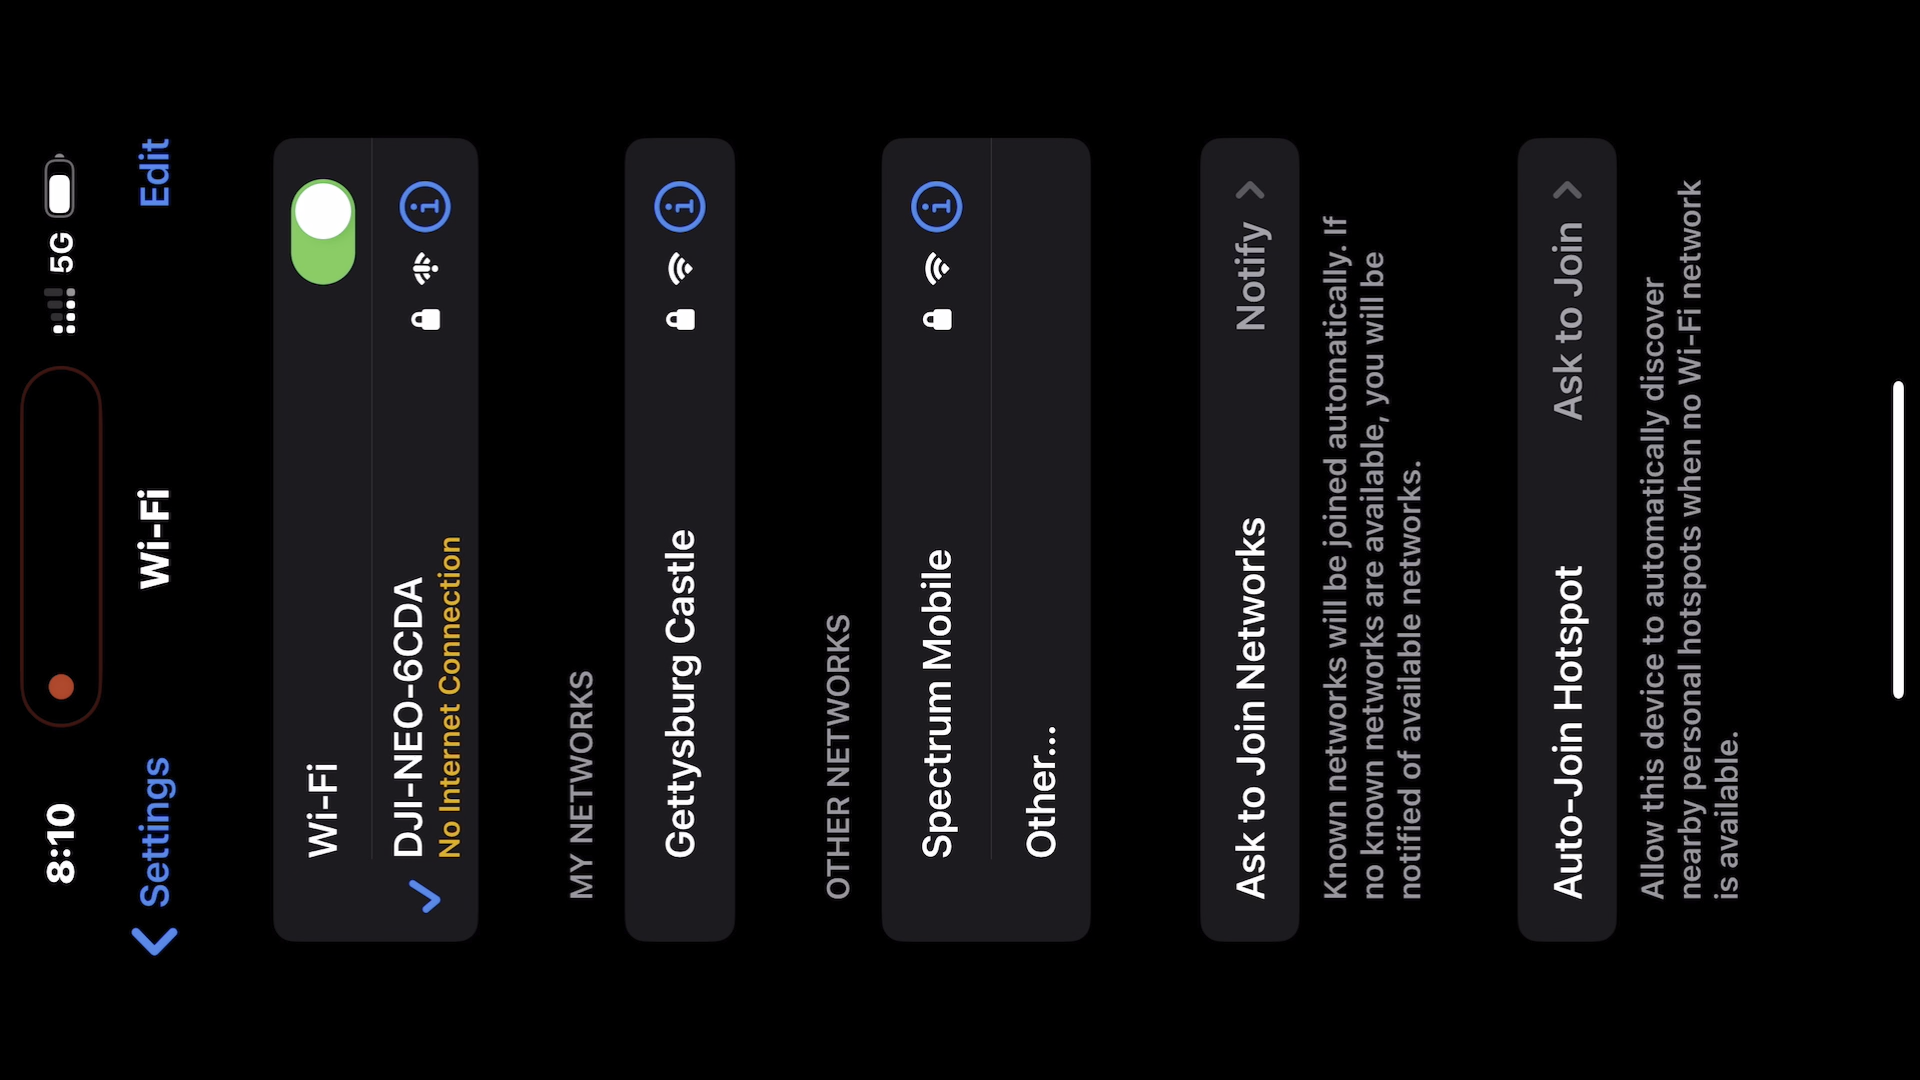 8:10
5G
Settings
Wi-Fi
Edit
Wi-Fi
DJI-NEO-6CDA
No Internet Connection
MY NETWORKS
Gettysburg Castle
OTHER NETWORKS
Spectrum Mobile
Other...
Ask to Join Networks
Notify
Known networks will be joined automatically. If
no known networks are available, you will be
notified of available networks.
Auto-Join Hotspot
Ask to Join
Allow this device to automatically discover
nearby personal hotspots when no Wi-Fi network
is available.